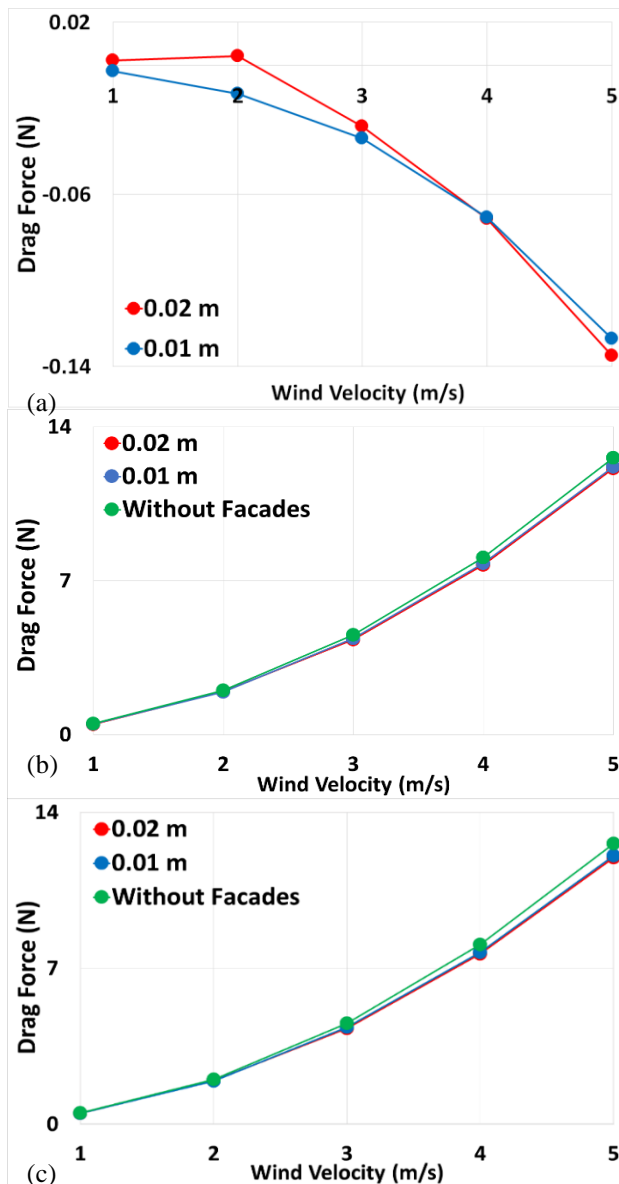 0.02
1 2 3 4 5
Drag Force (N)
-0.06
0.02 m
0.01 m
-0.14
Wind Velocity (m/s)
(a)
14
0.02 m
0.01 m
Without Facades
Drag Force (N)
7
0
1 2 3 4 5
(b)
Wind Velocity (m/s)
14
0.02 m
0.01 m
Without Facades
Drag Force (N)
7
0
1 2 3 4 5
(c)
Wind Velocity (m/s)